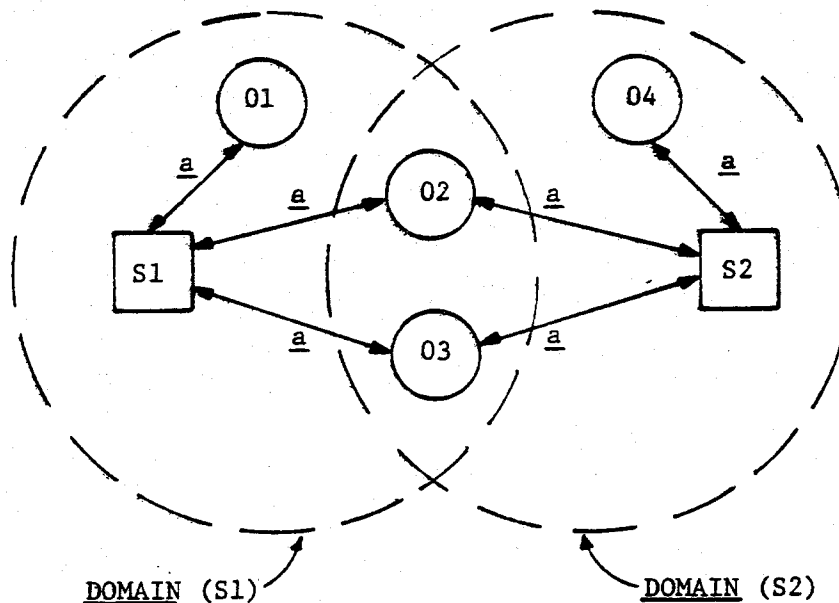 O1
O4
a
a
a
O2
a
S1
S2
a
O3
a
DOMAIN (S1)
DOMAIN (S2)